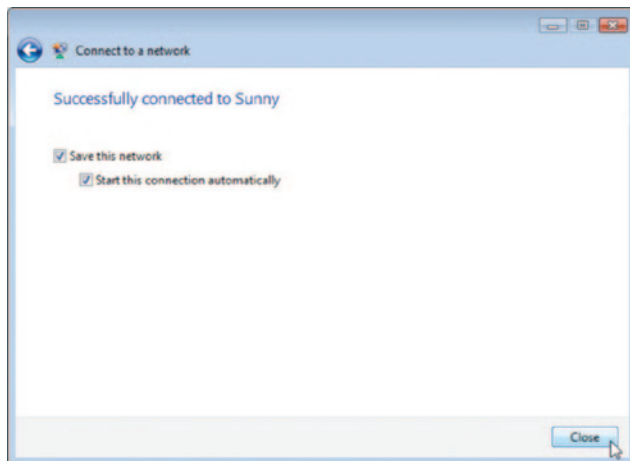 Connect to a network
Successfully connected to Sunny
Save this network
Start this connection automatically
Close